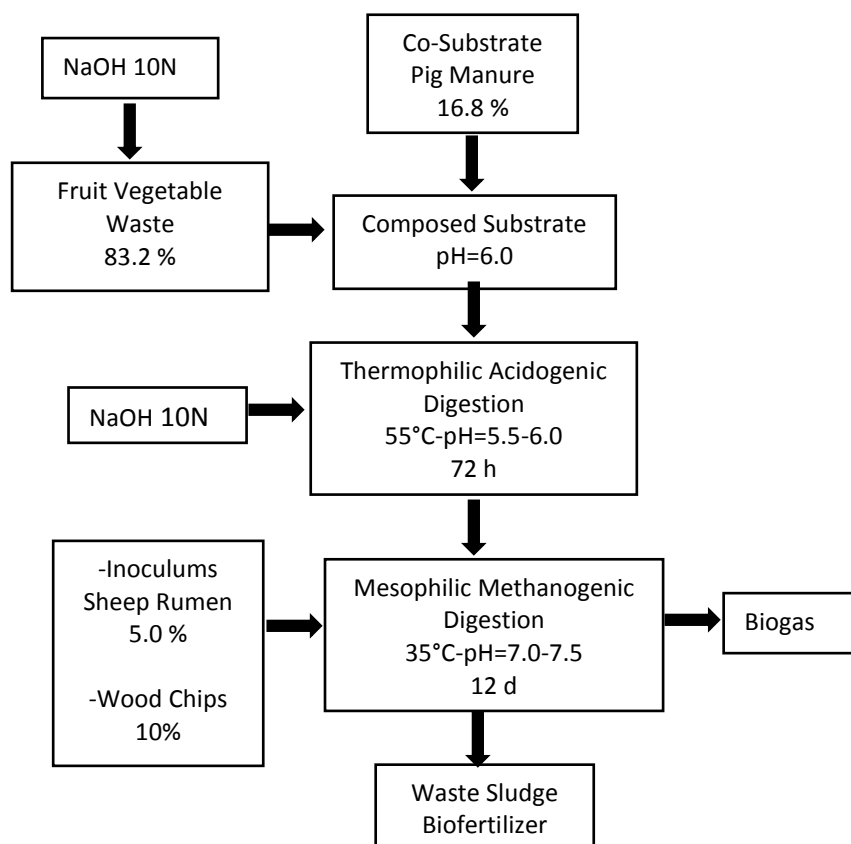 NaOH 10N
Co-Substrate
Pig Manure
16.8 %
Fruit Vegetable
Waste
83.2 %
Composed Substrate
pH=6.0
Thermophilic Acidogenic
Digestion
55°C-pH=5.5-6.0
72 h
NaOH 10N
-Inoculums
Sheep Rumen
5.0 %
-Wood Chips
10%
Mesophilic Methanogenic
Digestion
35°C-pH=7.0-7.5
12 d
Biogas
Waste Sludge
Biofertilizer